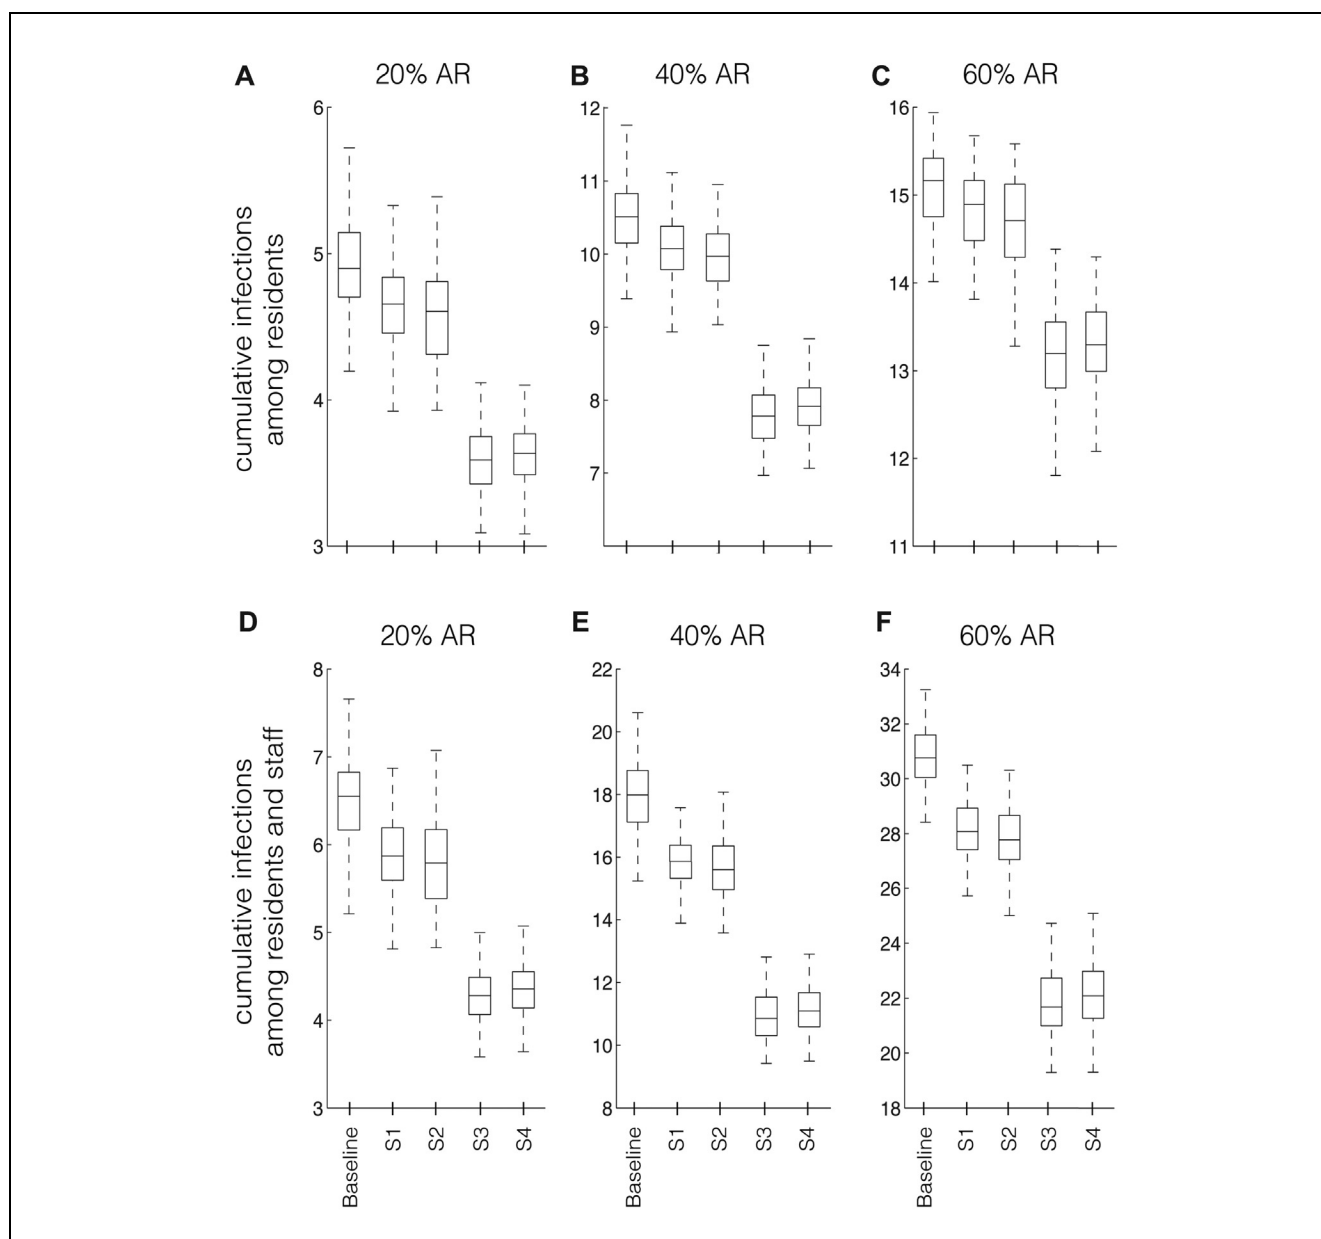 A 20% AR
B 40% AR
C 60% AR
cumulative infections
among residents
6
5
4
3
12
11
10
9
8
7
16
15
14
13
12
11
D 20% AR
E 40% AR
F 60% AR
cumulative infections
among residents and staff
8
7
6
5
4
3
22
20
18
16
14
12
10
8
34
32
30
28
26
24
22
20
18
Baseline
S1
S2
S3
S4
Baseline
S1
S2
S3
S4
Baseline
S1
S2
S3
S4